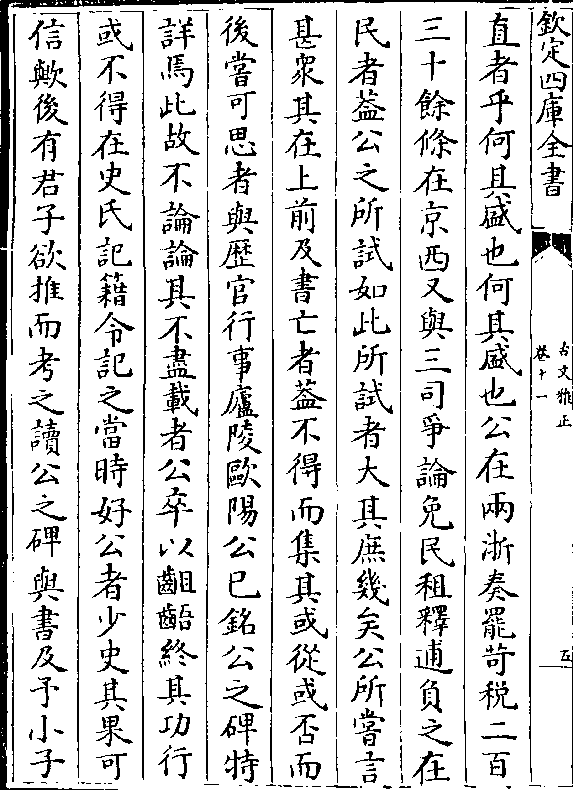 欽定四庫全書
古文雅正
卷十一
五
直者乎何其盛也何其盛也公在兩浙奏罷苛税二百
三十餘條在京西又與三司爭論免民租釋逋負之在
民者葢公之所試如此所試者大其庶幾矣公所嘗言
甚衆其在上前及書亡者葢不得而集其或從或否而
後嘗可思者與歴官行事廬陵歐陽公已銘公之碑特
詳焉此故不論論其不盡載者公卒以齟齬終其功行
或不得在史氏記籍令記之當時好公者少史其果可
信歟後有君子欲推而考之讀公之碑與書及予小子